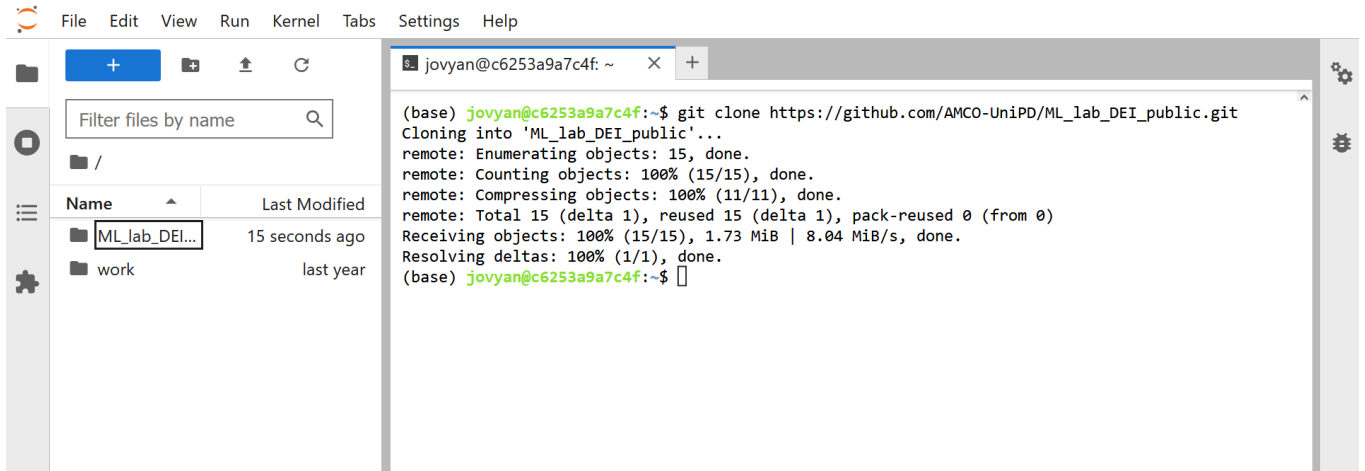 File Edit View Run Kernel Tabs Settings Help
+
Filter files by name
/
Name Last Modified
ML_lab_DEI... 15 seconds ago
work last year
$_ jovyan@c6253a9a7c4f: ~ × +
(base) jovyan@c6253a9a7c4f:~$ git clone https://github.com/AMCO-UniPD/ML_lab_DEI_public.git
Cloning into 'ML_lab_DEI_public'...
remote: Enumerating objects: 15, done.
remote: Counting objects: 100% (15/15), done.
remote: Compressing objects: 100% (11/11), done.
remote: Total 15 (delta 1), reused 15 (delta 1), pack-reused 0 (from 0)
Receiving objects: 100% (15/15), 1.73 MiB | 8.04 MiB/s, done.
Resolving deltas: 100% (1/1), done.
(base) jovyan@c6253a9a7c4f:~$